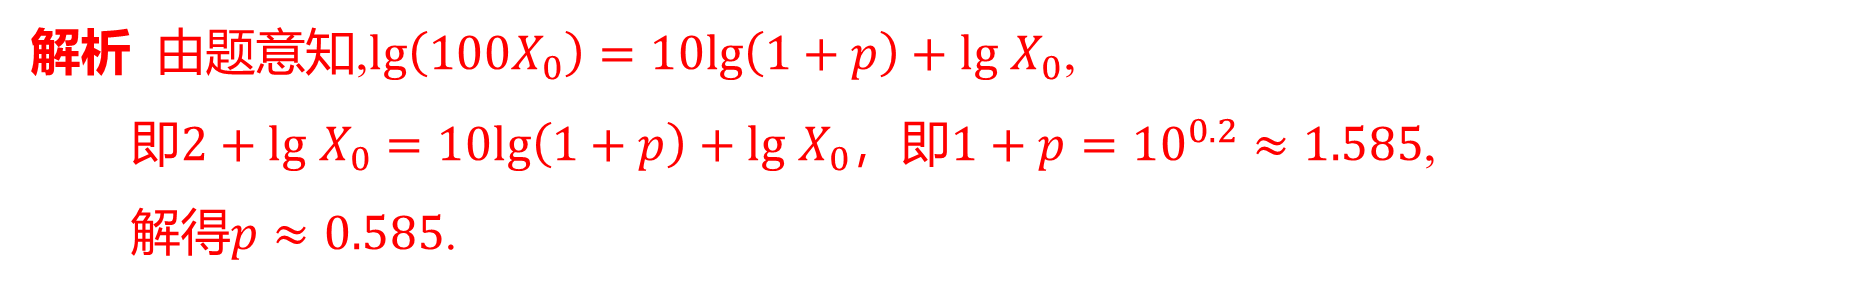 解析 由题意知,lg(100X₀) = 10lg(1 + p) + lg X₀,
即2 + lg X₀ = 10lg(1 + p) + lg X₀，即1 + p = 10^0.2 ≈ 1.585,
解得p ≈ 0.585.